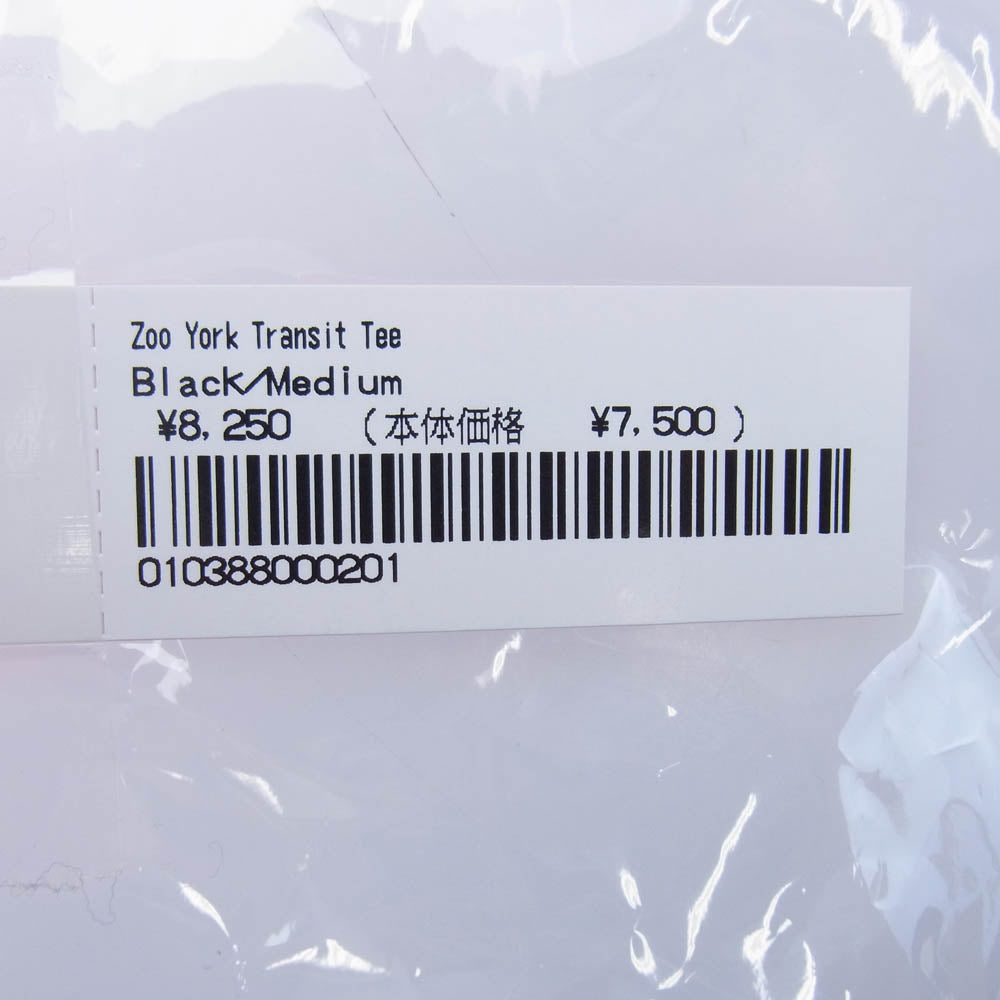 Zoo York Transit Tee
Black/Medium
¥8,250 (本体価格 ¥7,500)
010388000201